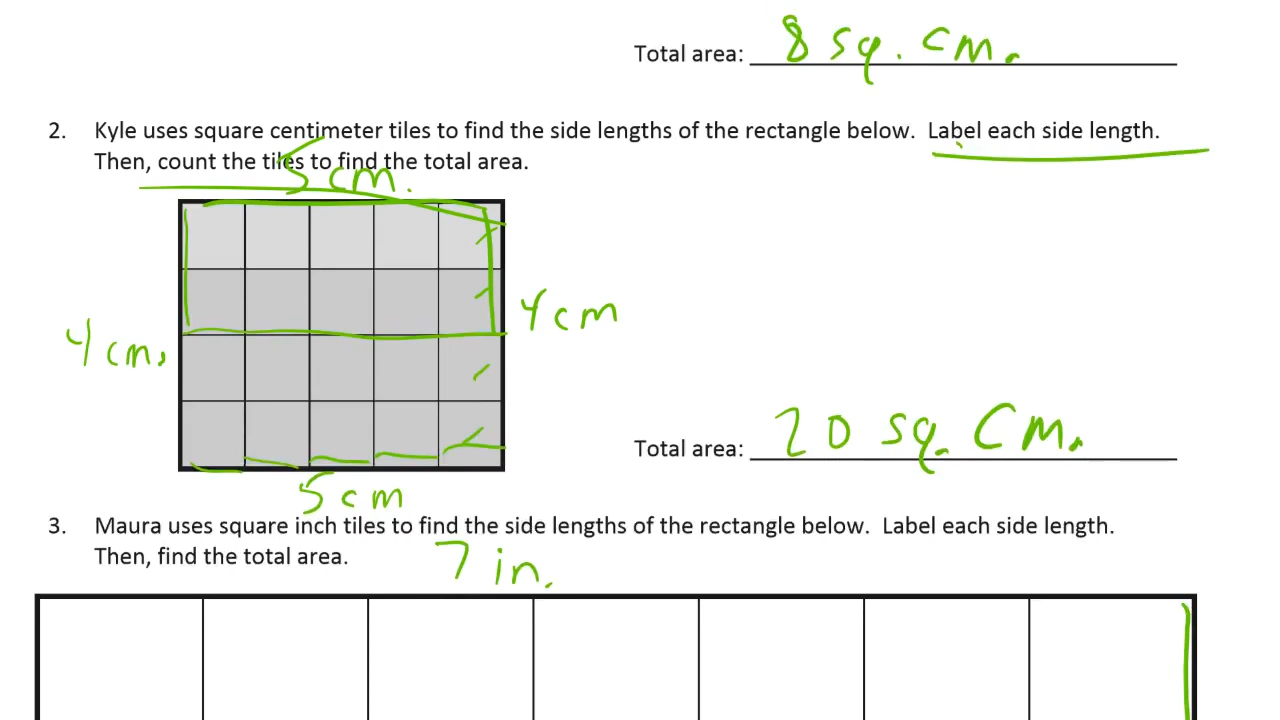 Total area: 8 sq. cm.
2. Kyle uses square centimeter tiles to find the side lengths of the rectangle below. Label each side length.
Then, count the tiles to find the total area.
5 cm.
4 cm.
4 cm
Total area: 20 sq. cm.
5 cm
3. Maura uses square inch tiles to find the side lengths of the rectangle below. Label each side length.
Then, find the total area.
7 in.